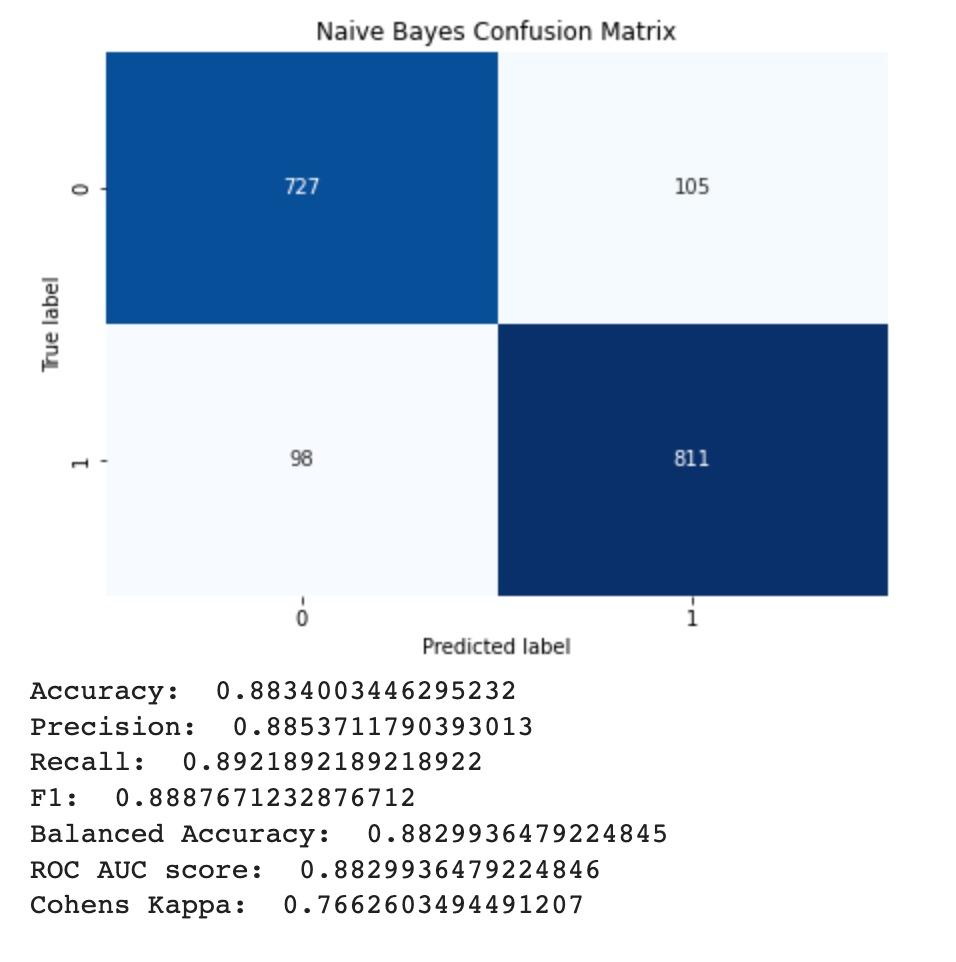 Naive Bayes Confusion Matrix
0
727
105
True label
1
98
811
0
1
Predicted label
Accuracy:  0.8834003446295232
Precision:  0.8853711790393013
Recall:  0.8921892189218922
F1:  0.8887671232876712
Balanced Accuracy:  0.8829936479224845
ROC AUC score:  0.8829936479224846
Cohens Kappa:  0.7662603494491207